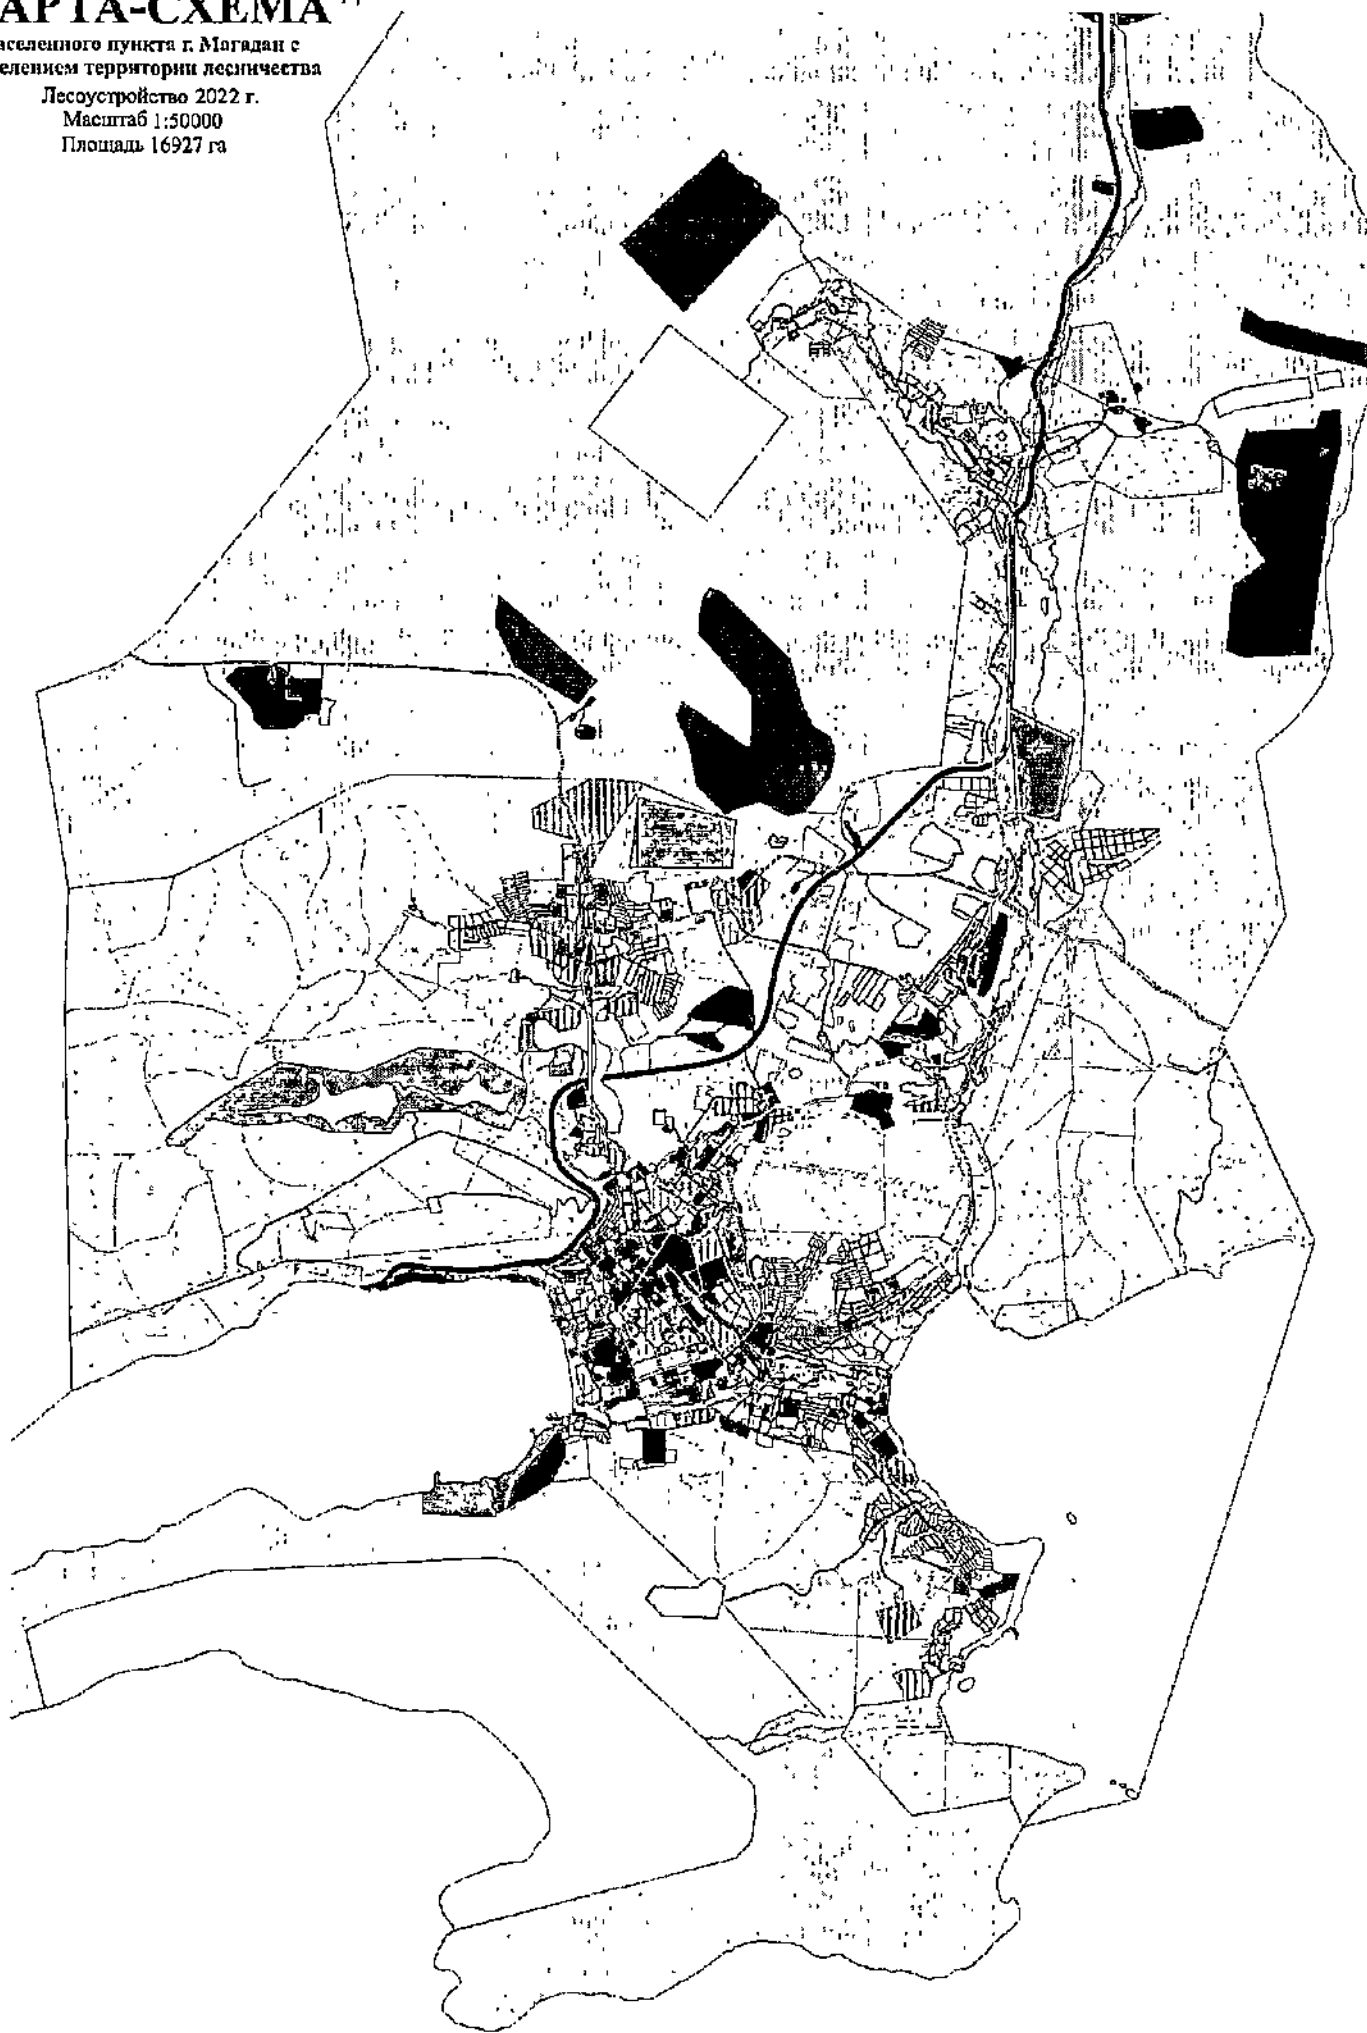 АРТА-СХЕМА
аселенного пункта г. Магадан с
елением территории лесничества
Лесоустройство 2022 г.
Масштаб 1:50000
Площадь 16927 га